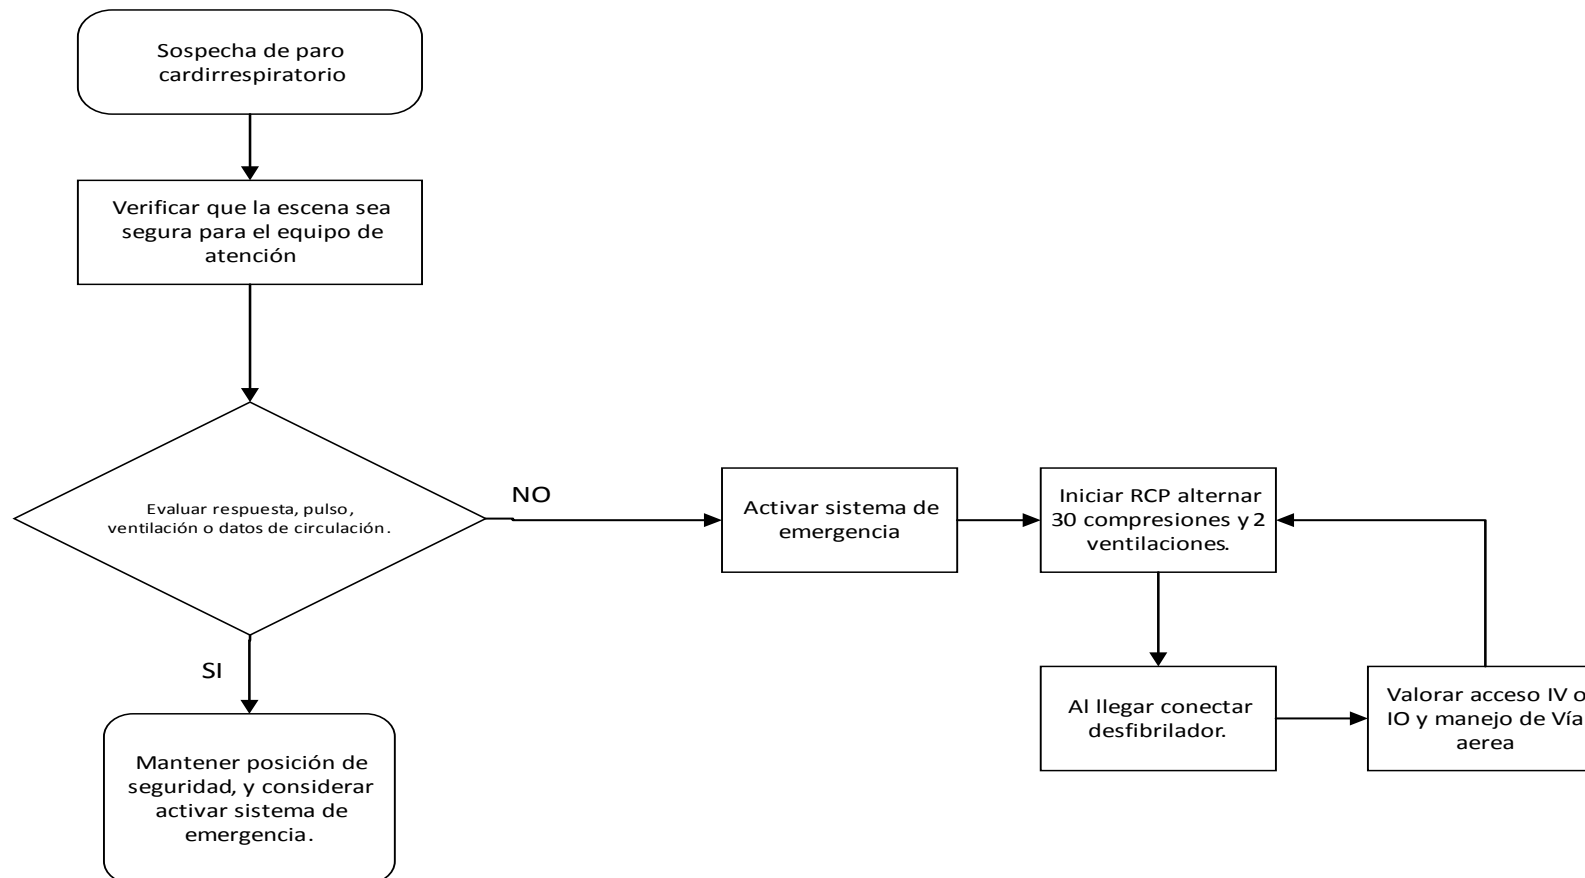 Sospecha de paro
cardirrespiratorio
Verificar que la escena sea
segura para el equipo de
atención
Evaluar respuesta, pulso,
ventilación o datos de circulación.
NO
Activar sistema de
emergencia
Iniciar RCP alternar
30 compresiones y 2
ventilaciones.
SI
Mantener posición de
seguridad, y considerar
activar sistema de
emergencia.
Al llegar conectar
desfibrilador.
Valorar acceso IV o
IO y manejo de Vía
aerea